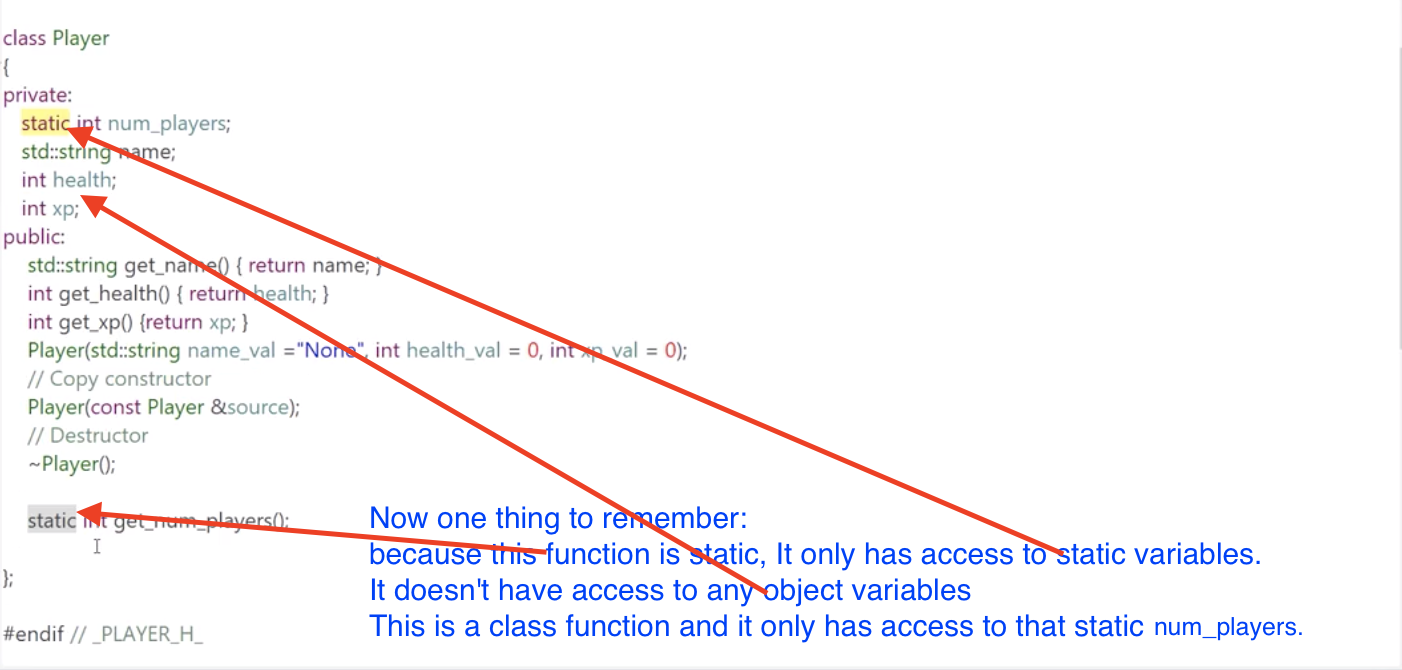 class Player
{
private:
static int num_players;
std::string name;
int health;
int xp;
public:
std::string get_name() { return name; }
int get_health() { return health; }
int get_xp() {return xp; }
Player(std::string name_val ="None", int health_val = 0, int xp_val = 0);
// Copy constructor
Player(const Player &source);
// Destructor
~Player();
static int get_num_players();
Now one thing to remember:
because this function is static, It only has access to static variables.
It doesn't have access to any object variables
This is a class function and it only has access to that static num_players.
};
#endif // _PLAYER_H_